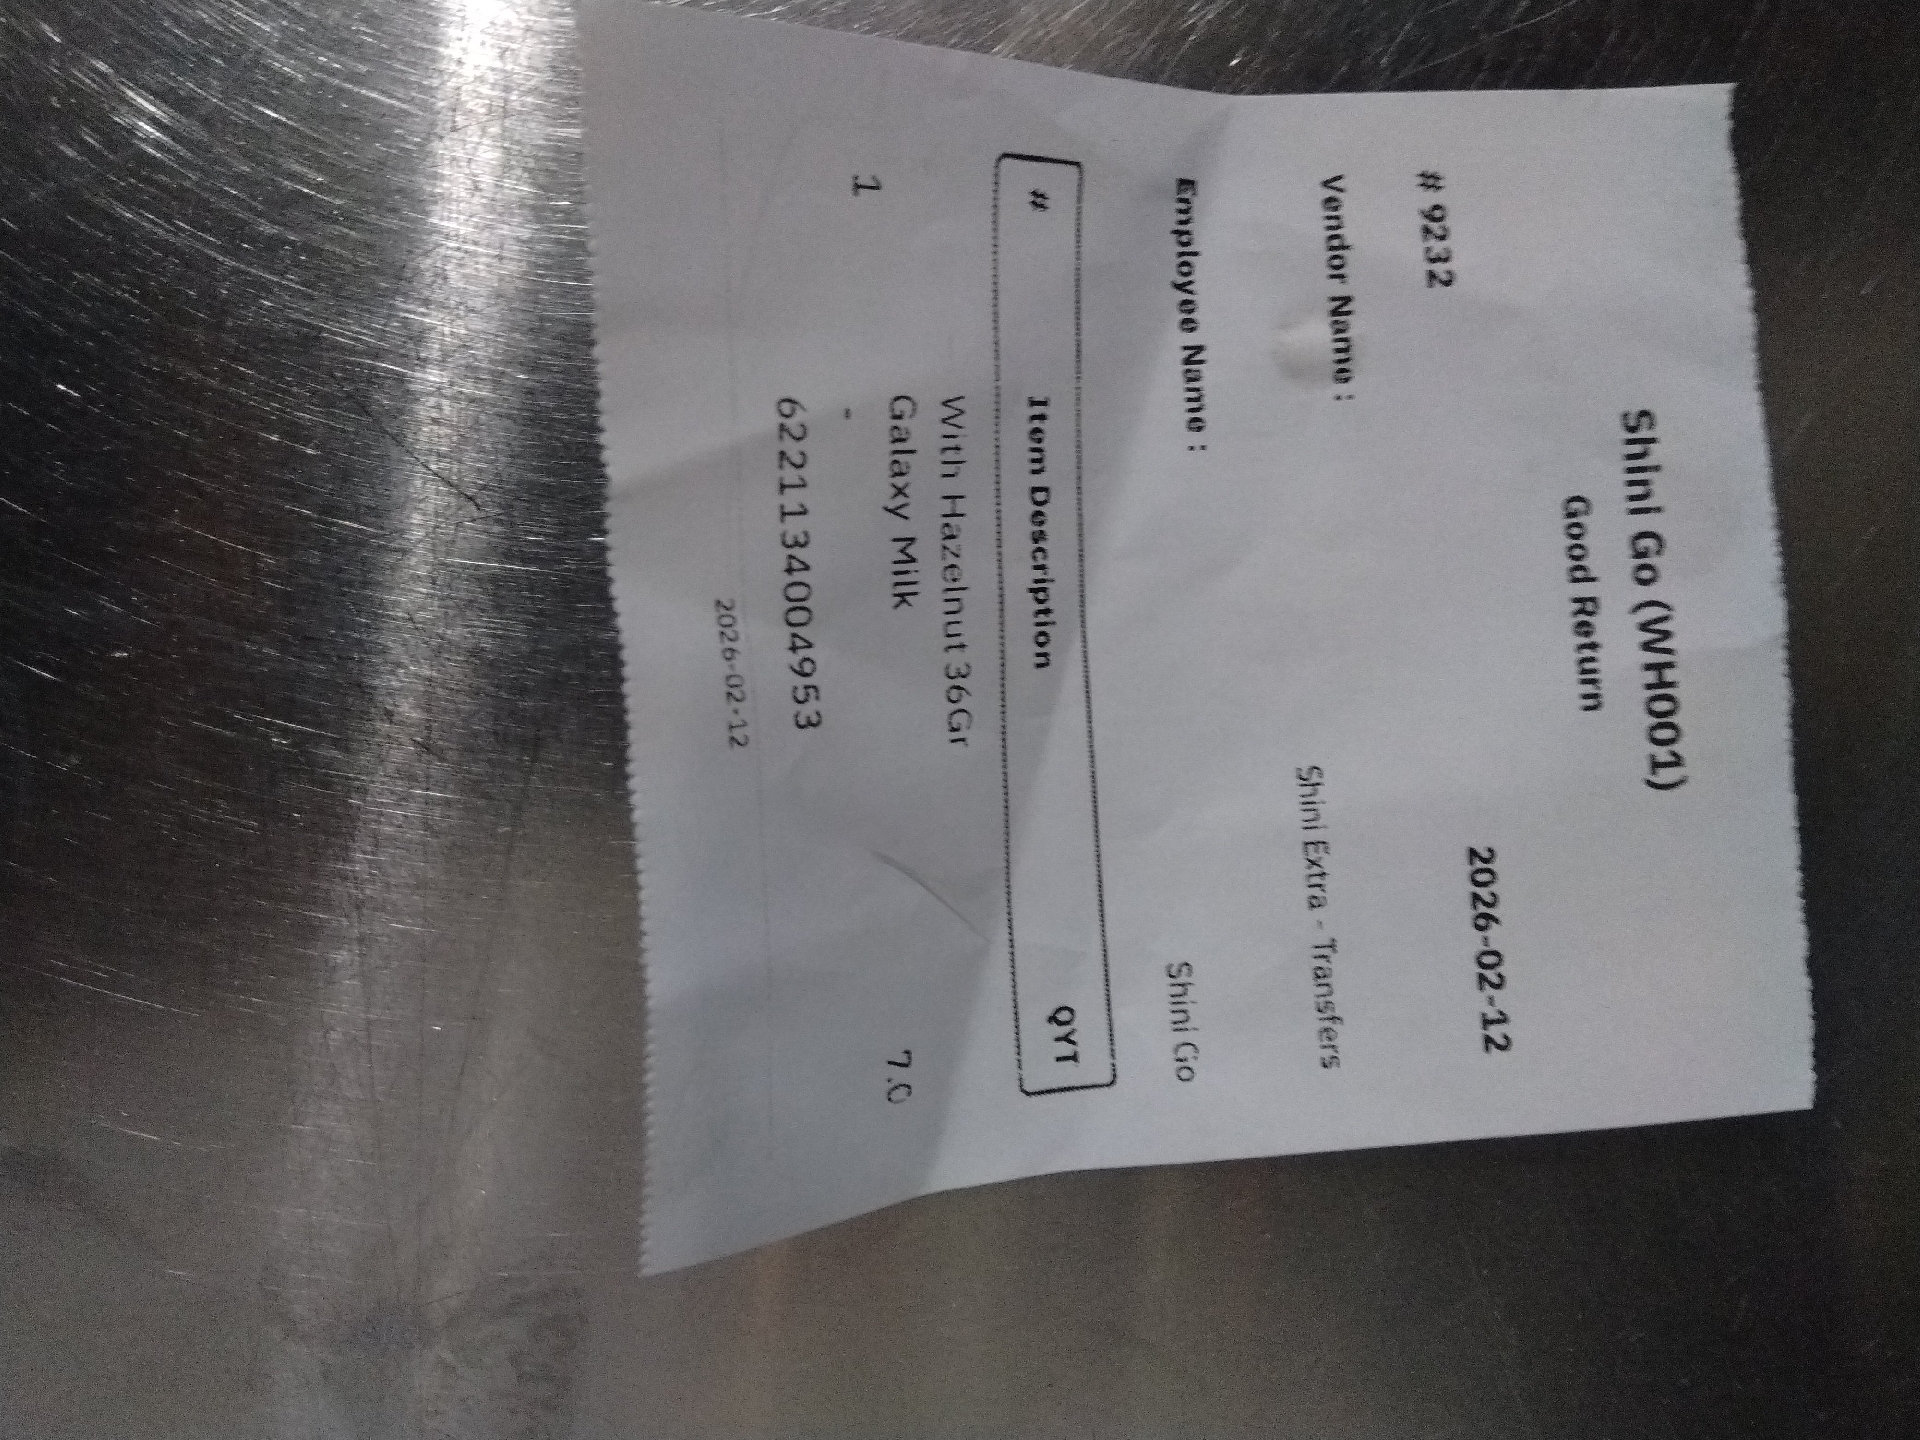 Shini Go (WH001)
Good Return
# 9232 2026-02-12
Vendor Name : Shini Extra - Transfers
Employee Name : Shini Go
# Item Description QYT
With Hazelnut 36Gr
1 Galaxy Milk 7.0
-
6221134004953
2026-02-12